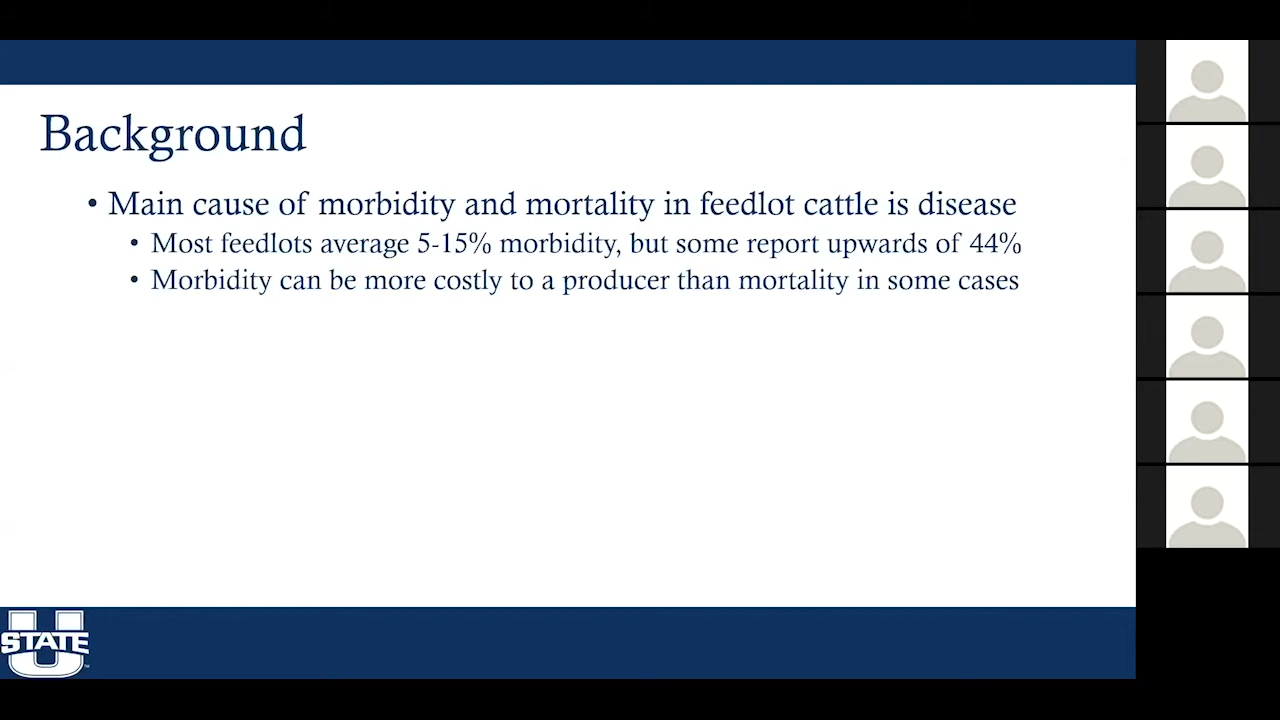 Background
• Main cause of morbidity and mortality in feedlot cattle is disease
• Most feedlots average 5-15% morbidity, but some report upwards of 44%
• Morbidity can be more costly to a producer than mortality in some cases
U
STATE
™